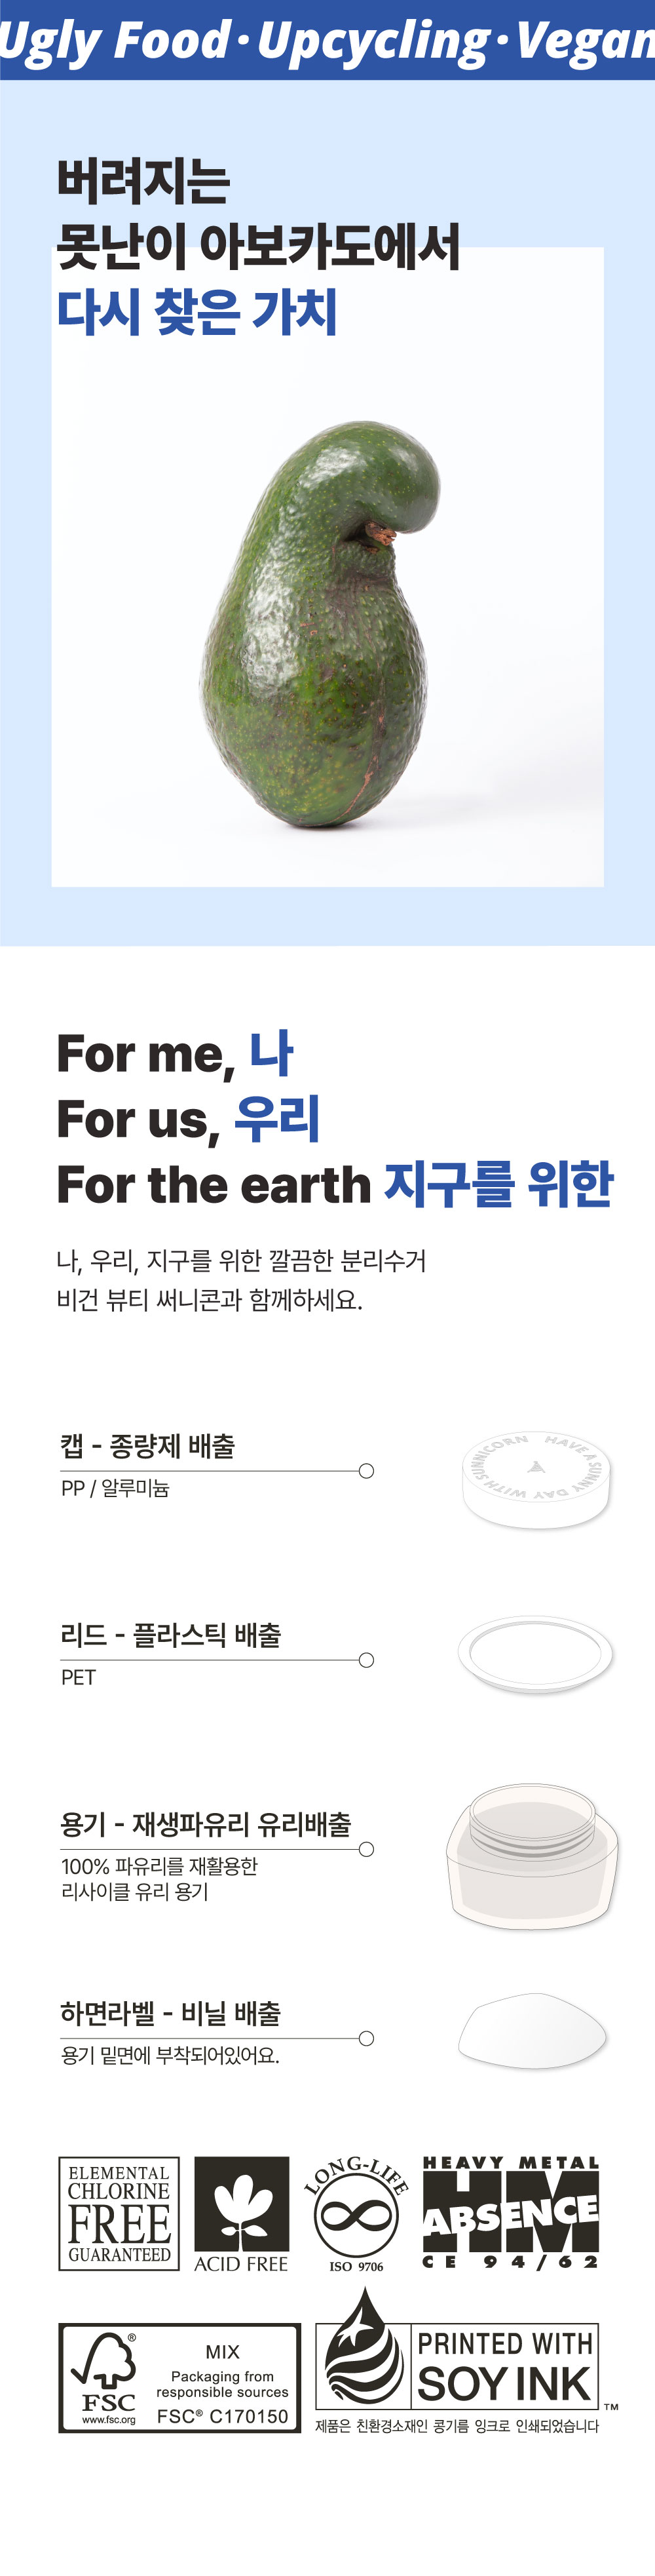 Ugly Food · Upcycling · Vegan
버려지는
못난이 아보카도에서
다시 찾은 가치
For me, 나
For us, 우리
For the earth 지구를 위한
나, 우리, 지구를 위한 깔끔한 분리수거
비건 뷰티 써니콘과 함께하세요.
캡 - 종량제 배출
PP / 알루미늄
HAVE A SUNNY DAY WITH SUNNICORN
리드 - 플라스틱 배출
PET
용기 - 재생파유리 유리배출
100% 파유리를 재활용한
리사이클 유리 용기
하면라벨 - 비닐 배출
용기 밑면에 부착되어있어요.
ELEMENTAL
CHLORINE
FREE
GUARANTEED
ACID FREE
LONG-LIFE
ISO 9706
HEAVY METAL
HM
ABSENCE
CE 94/62
FSC
www.fsc.org
®
MIX
Packaging from
responsible sources
FSC® C170150
PRINTED WITH
SOY INK
TM
제품은 친환경소재인 콩기름 잉크로 인쇄되었습니다